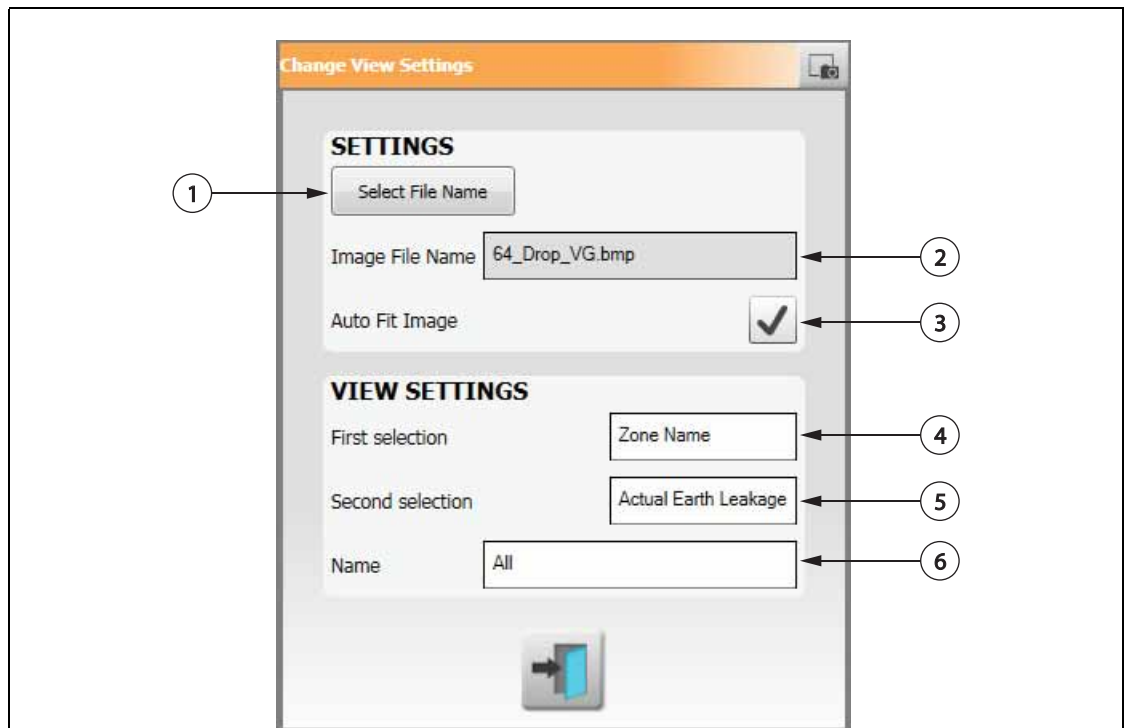 Change View Settings
SETTINGS
1
Select File Name
Image File Name 64_Drop_VG.bmp
2
Auto Fit Image
3
VIEW SETTINGS
First selection Zone Name
4
Second selection Actual Earth Leakage
5
Name All
6